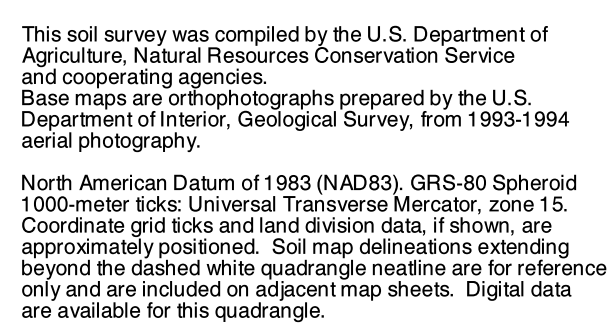 This soil survey was compiled by the U.S. Department of
Agriculture, Natural Resources Conservation Service
and cooperating agencies.
Base maps are orthophotographs prepared by the U.S.
Department of Interior, Geological Survey, from 1993-1994
aerial photography.
North American Datum of 1983 (NAD83). GRS-80 Spheroid
1000-meter ticks: Universal Transverse Mercator, zone 15.
Coordinate grid ticks and land division data, if shown, are
approximately positioned. Soil map delineations extending
beyond the dashed white quadrangle neatline are for reference
only and are included on adjacent map sheets. Digital data
are available for this quadrangle.